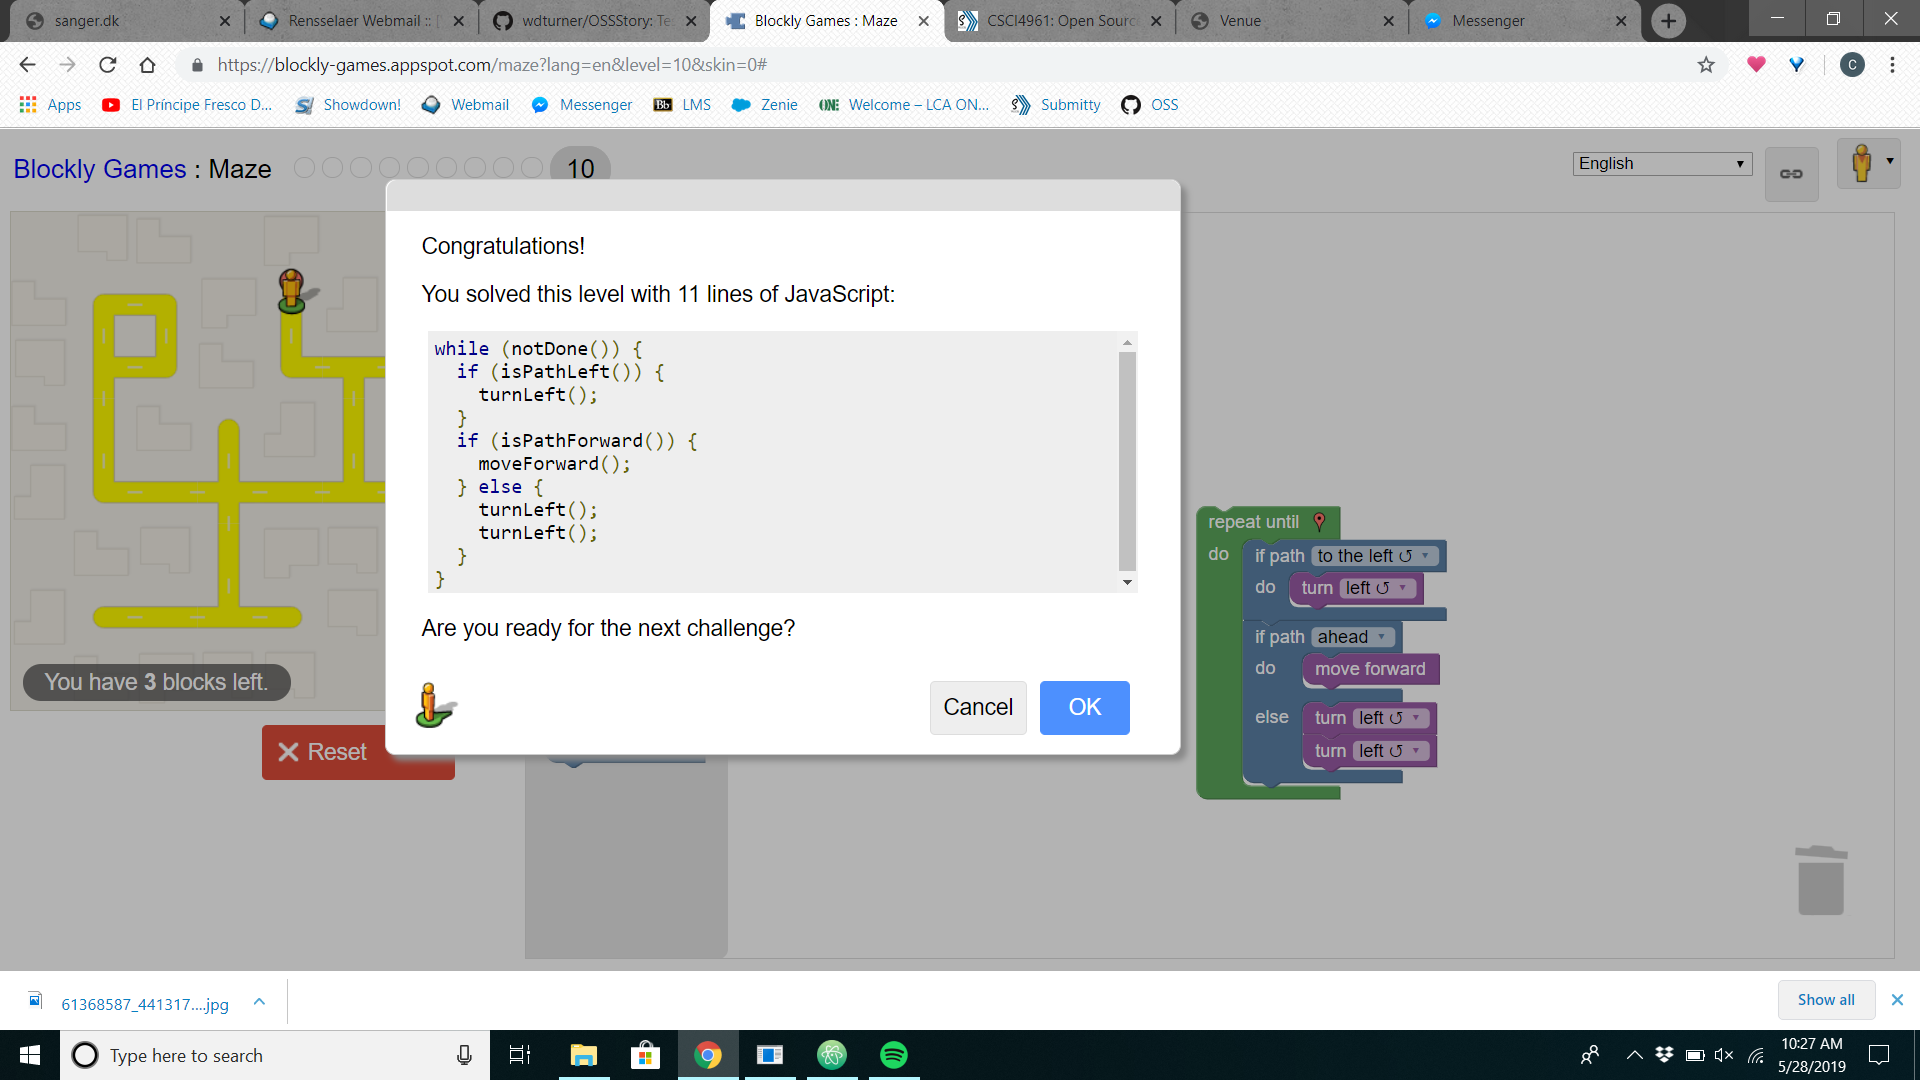 sanger.dk
Rensselaer Webmail ::
wdturner/OSSStory: Te
Blockly Games : Maze
CSCI4961: Open Sourc
Venue
Messenger
https://blockly-games.appspot.com/maze?lang=en&level=10&skin=0#
C
Apps
El Príncipe Fresco D...
Showdown!
Webmail
Messenger
Bb LMS
Zenie
ONE Welcome – LCA ON...
Submitty
OSS
Blockly Games : Maze
10
English
Congratulations!
You solved this level with 11 lines of JavaScript:
while (notDone()) {
if (isPathLeft()) {
turnLeft();
}
if (isPathForward()) {
moveForward();
} else {
turnLeft();
turnLeft();
}
}
Are you ready for the next challenge?
Cancel
OK
You have 3 blocks left.
Reset
repeat until
do
if path to the left ↺
do turn left ↺
if path ahead
do move forward
else turn left ↺
turn left ↺
61368587_441317....jpg
Show all
Type here to search
10:27 AM
5/28/2019